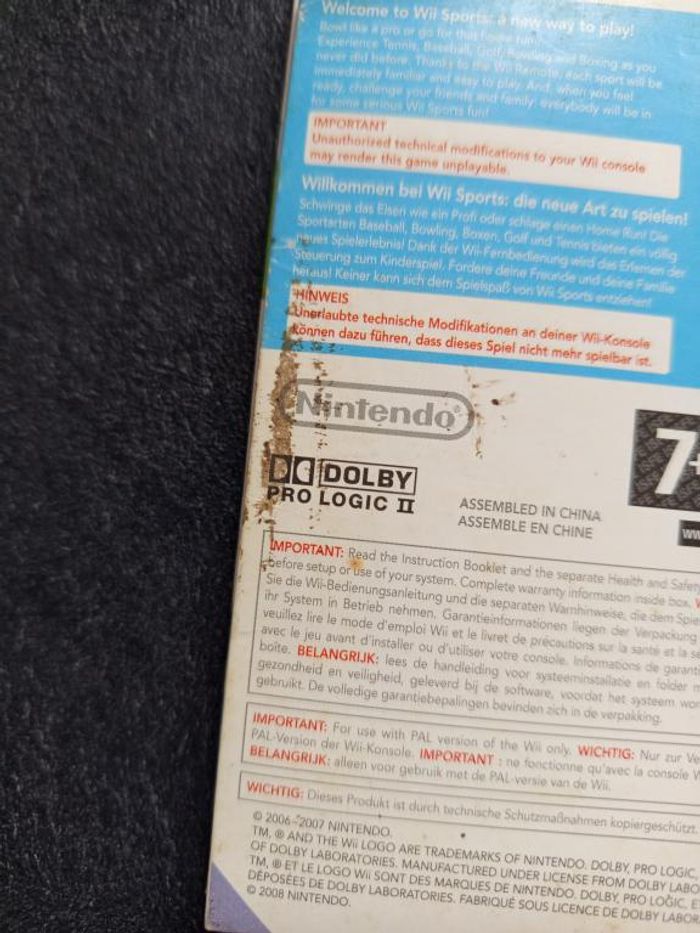 Welcome to Wii Sports: a new way to play!
Bowl like a pro or go for that home run!
Experience Tennis, Baseball, Golf, Bowling and Boxing as you
never did before. Thanks to the Wii Remote, each sport will be
immediately familiar and easy to play. And, when you feel
ready, challenge your friends and family, everybody will be in
for some serious Wii Sports fun!
IMPORTANT
Unauthorized technical modifications to your Wii console
may render this game unplayable.
Willkommen bei Wii Sports: die neue Art zu spielen!
Schwinge das Eisen wie ein Profi oder schlage einen Home Run! Die
Sportarten Baseball, Bowling, Boxen, Golf und Tennis bieten ein völlig
neues Spielerlebnis! Dank der Wii-Fernbedienung wird das Erlernen der
Steuerung zum Kinderspiel. Fordere deine Freunde und deine Familie
heraus! Keiner kann sich dem Spielspaß von Wii Sports entziehen!
HINWEIS
Unerlaubte technische Modifikationen an deiner Wii-Konsole
können dazu führen, dass dieses Spiel nicht mehr spielbar ist.
Nintendo®
7+
DOLBY
PRO LOGIC II
ASSEMBLED IN CHINA
ASSEMBLE EN CHINE
IMPORTANT: Read the Instruction Booklet and the separate Health and Safe
before setup or use of your system. Complete warranty information inside box.
Sie die Wii-Bedienungsanleitung und die separaten Warnhinweise, die dem Spie
ihr System in Betrieb nehmen. Garantieinformationen liegen der Verpackung
veuillez lire le mode d'emploi Wii et le livret de précautions sur la santé et la sé
avec le jeu avant d'installer ou d'utiliser votre console. Informations de garanti
boîte. BELANGRIJK: lees de handleiding voor systeeminstallatie en folder
gezondheid en veiligheid, geleverd bij de software, voordat het systeem wor
gebruikt. De volledige garantiebepalingen bevinden zich in de verpakking.
IMPORTANT: For use with PAL version of the Wii only. WICHTIG: Nur zur Ve
PAL-Version der Wii-Konsole. IMPORTANT : ne fonctionne qu'avec la console W
BELANGRIJK: alleen voor gebruik met de PAL-versie van de Wii.
WICHTIG: Dieses Produkt ist durch technische Schutzmaßnahmen kopiergeschützt.
© 2006-2007 NINTENDO.
TM, ® AND THE Wii LOGO ARE TRADEMARKS OF NINTENDO. DOLBY, PRO LOGIC,
OF DOLBY LABORATORIES. MANUFACTURED UNDER LICENSE FROM DOLBY LABO
TM, ® ET LE LOGO Wii SONT DES MARQUES DE NINTENDO. DOLBY, PRO LOGIC, E
DÉPOSÉES DE DOLBY LABORATORIES. FABRIQUÉ SOUS LICENCE DE DOLBY LABOR
© 2008 NINTENDO.